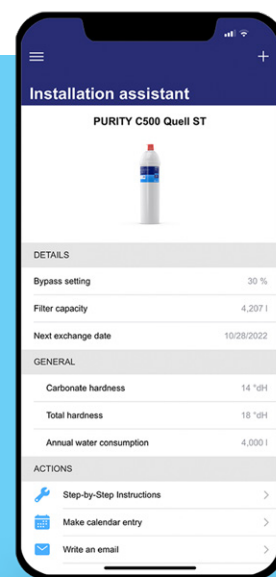 Installation assistant
PURITY C500 Quell ST
DETAILS
Bypass setting 30 %
Filter capacity 4,207 l
Next exchange date 10/28/2022
GENERAL
Carbonate hardness 14 °dH
Total hardness 18 °dH
Annual water consumption 4,000 l
ACTIONS
Step-by-Step Instructions
Make calendar entry
Write an email